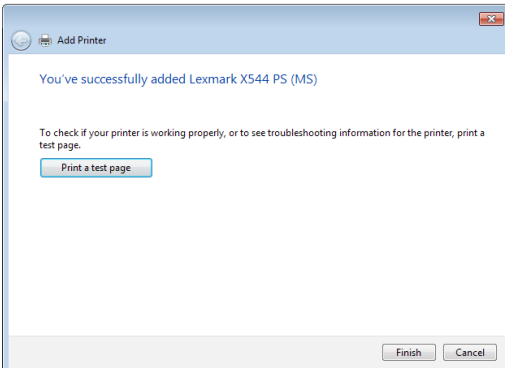 Add Printer
You've successfully added Lexmark X544 PS (MS)
To check if your printer is working properly, or to see troubleshooting information for the printer, print a
test page.
Print a test page
Finish Cancel